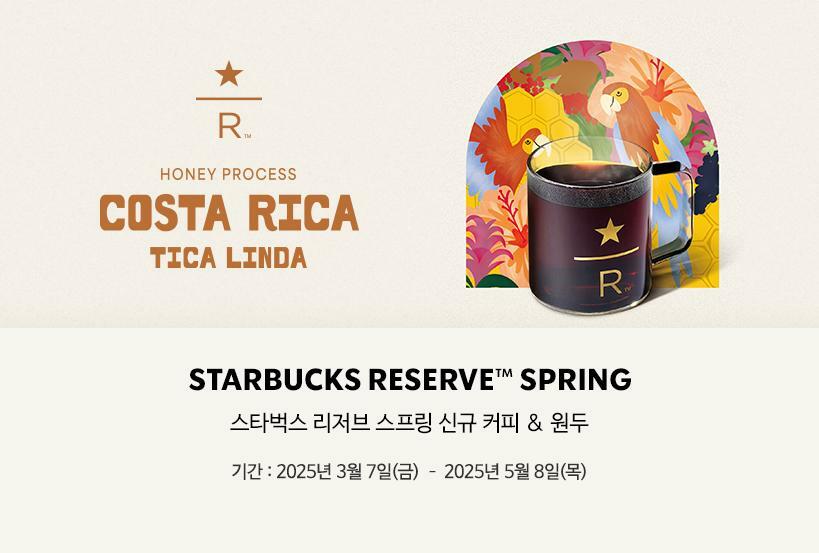 R™
HONEY PROCESS
COSTA RICA
TICA LINDA
R™
STARBUCKS RESERVE™ SPRING
스타벅스 리저브 스프링 신규 커피 & 원두
기간 : 2025년 3월 7일(금) - 2025년 5월 8일(목)